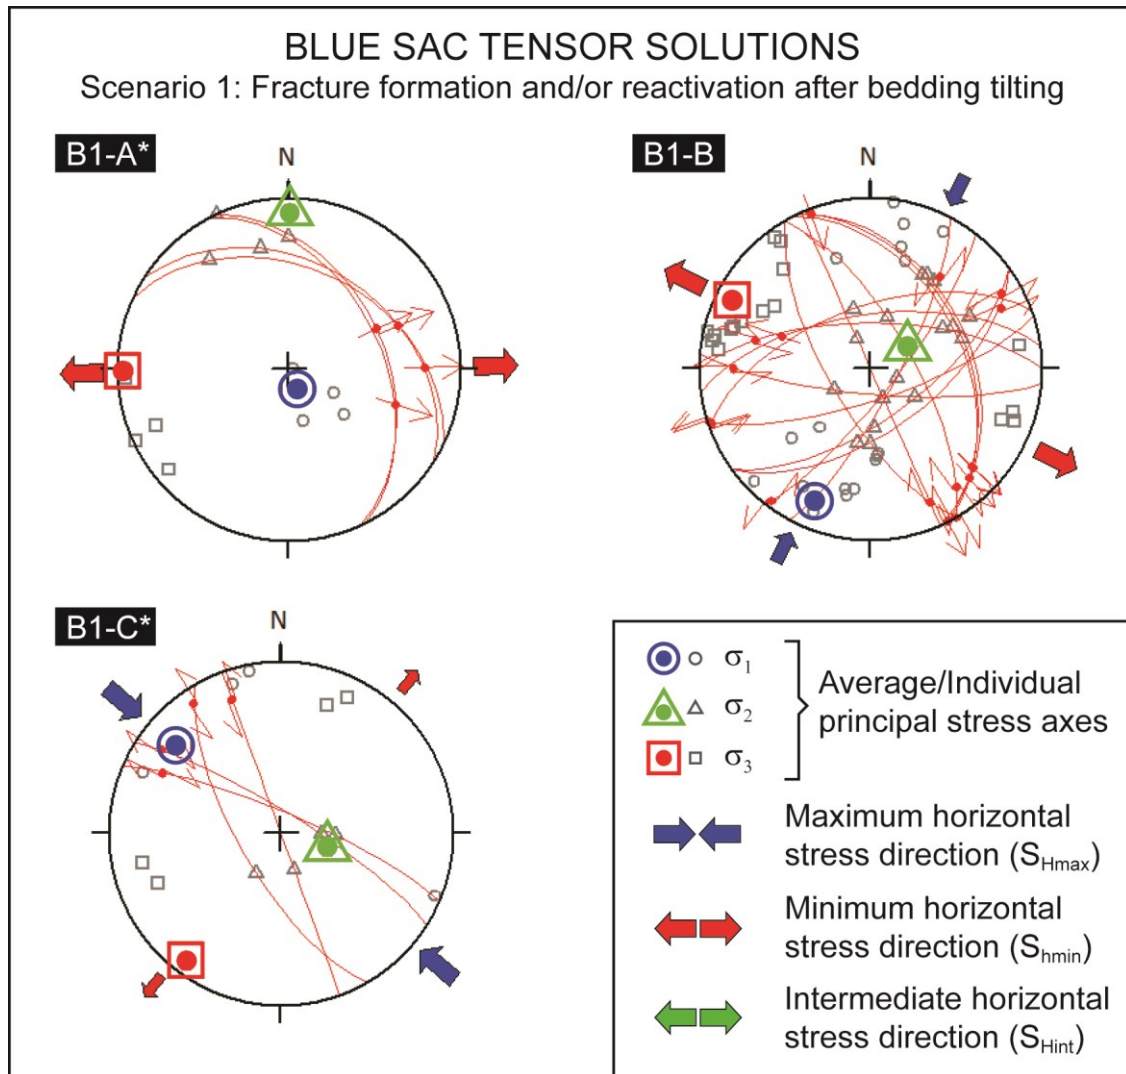 BLUE SAC TENSOR SOLUTIONS
Scenario 1: Fracture formation and/or reactivation after bedding tilting
B1-A*
N
B1-B
N
B1-C*
N
σ1
σ2
σ3
Average/Individual
principal stress axes
Maximum horizontal
stress direction (SHmax)
Minimum horizontal
stress direction (Shmin)
Intermediate horizontal
stress direction (SHint)